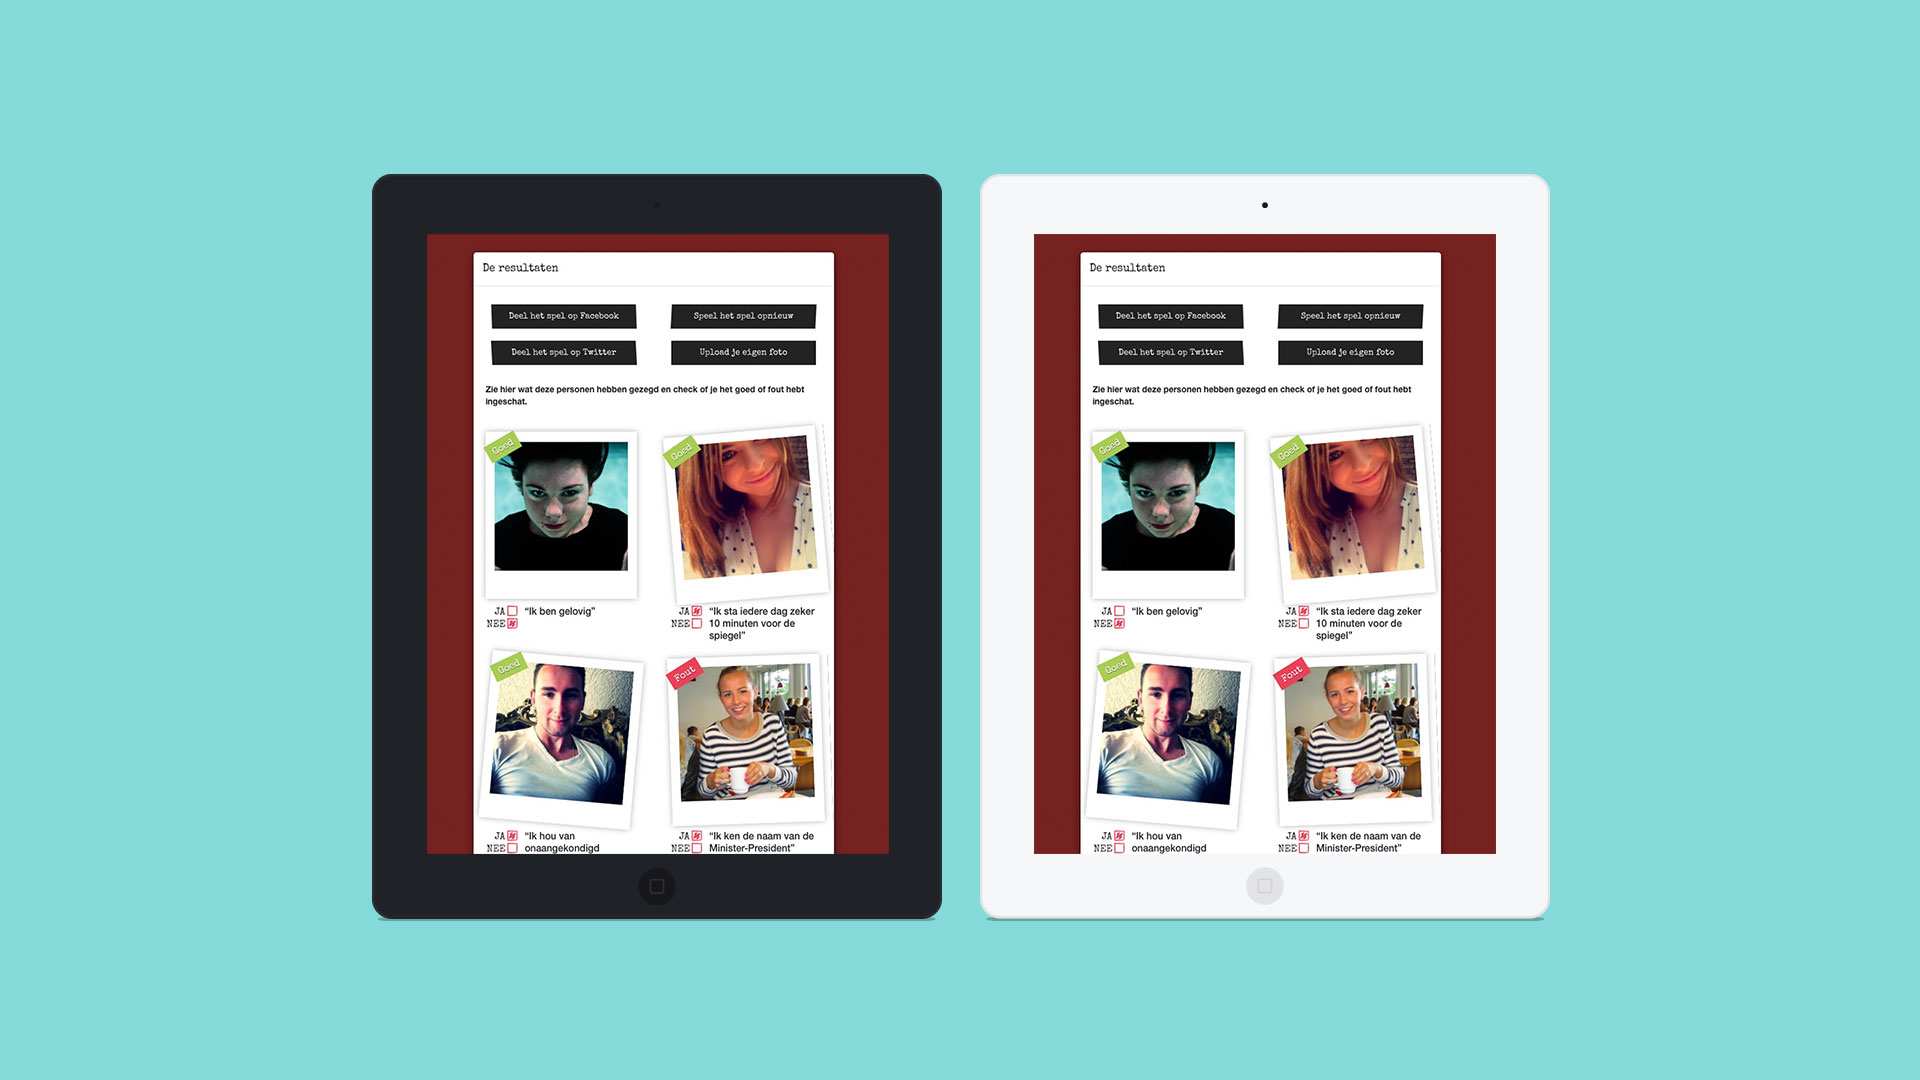 De resultaten
Deel het spel op Facebook
Speel het spel opnieuw
Deel het spel op Twitter
Upload je eigen foto
Zie hier wat deze personen hebben gezegd en check of je het goed of fout hebt
ingeschat.
Goed
Goed
JA "Ik ben gelovig"
NEE
JA "Ik sta iedere dag zeker
NEE 10 minuten voor de
spiegel"
Goed
Fout
JA "Ik hou van
NEE onaangekondigd
JA "Ik ken de naam van de
NEE Minister-President"
De resultaten
Deel het spel op Facebook
Speel het spel opnieuw
Deel het spel op Twitter
Upload je eigen foto
Zie hier wat deze personen hebben gezegd en check of je het goed of fout hebt
ingeschat.
Goed
Goed
JA "Ik ben gelovig"
NEE
JA "Ik sta iedere dag zeker
NEE 10 minuten voor de
spiegel"
Goed
Fout
JA "Ik hou van
NEE onaangekondigd
JA "Ik ken de naam van de
NEE Minister-President"